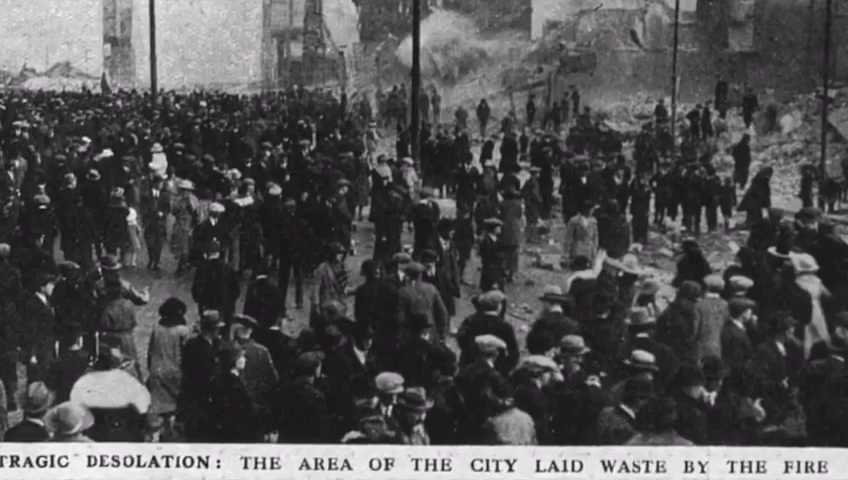 TRAGIC DESOLATION: THE AREA OF THE CITY LAID WASTE BY THE FIRE